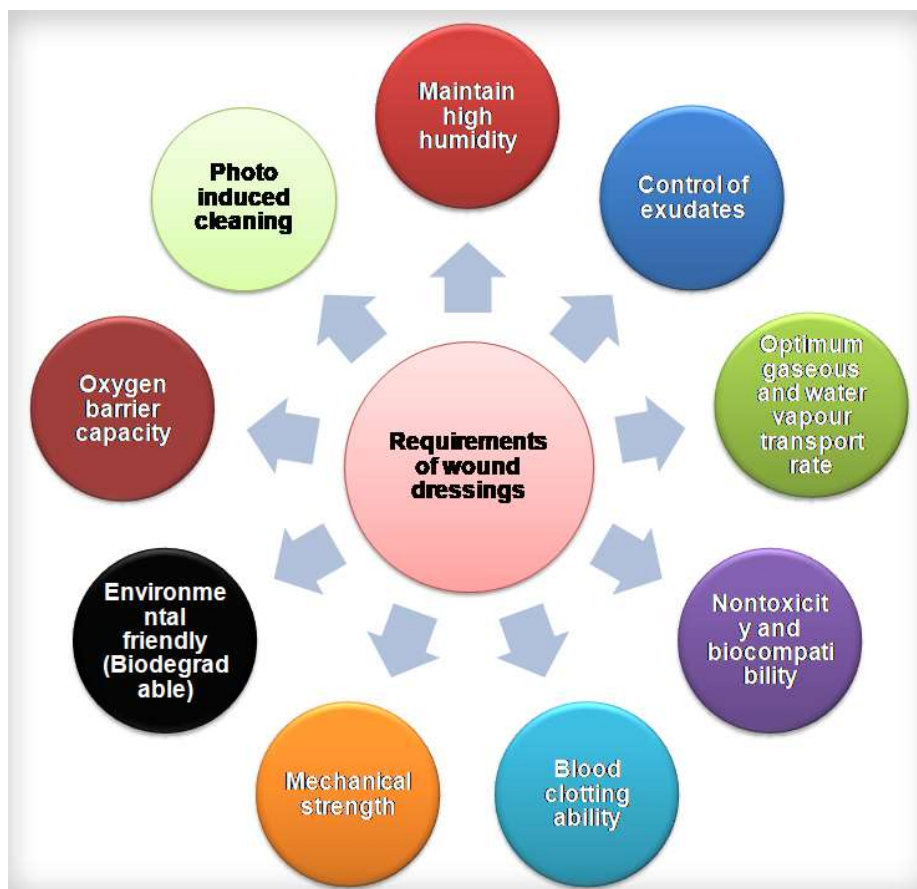 Maintain
high
humidity
Control of
exudates
Optimum
gaseous
and water
vapour
transport
rate
Nontoxicit
y and
biocompati
bility
Blood
clotting
ability
Mechanical
strength
Environme
ntal
friendly
(Biodegrad
able)
Oxygen
barrier
capacity
Photo
induced
cleaning
Requirements
of wound
dressings